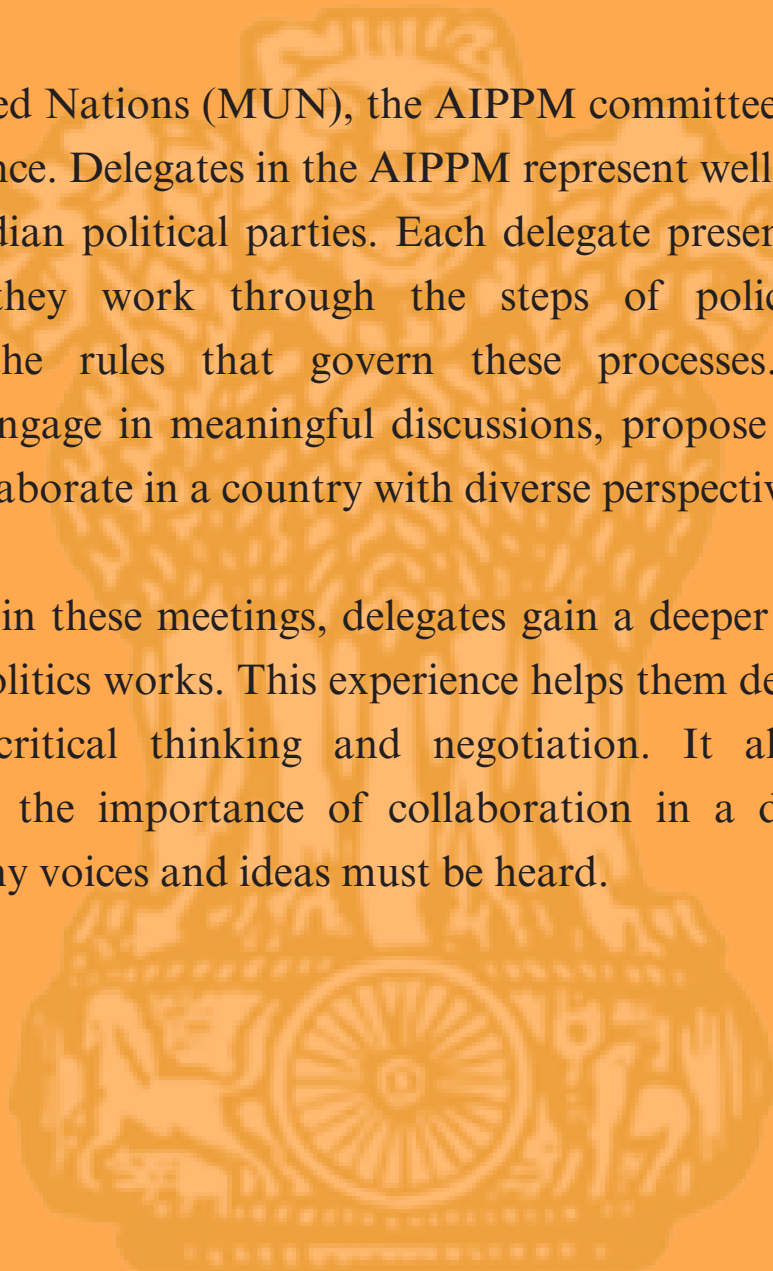 ed Nations (MUN), the AIPPM committee
nce. Delegates in the AIPPM represent well
dian political parties. Each delegate preser
they work through the steps of polic
he rules that govern these processes.
ngage in meaningful discussions, propose
laborate in a country with diverse perspectiv
in these meetings, delegates gain a deeper
olitics works. This experience helps them de
critical thinking and negotiation. It al
the importance of collaboration in a d
ny voices and ideas must be heard.